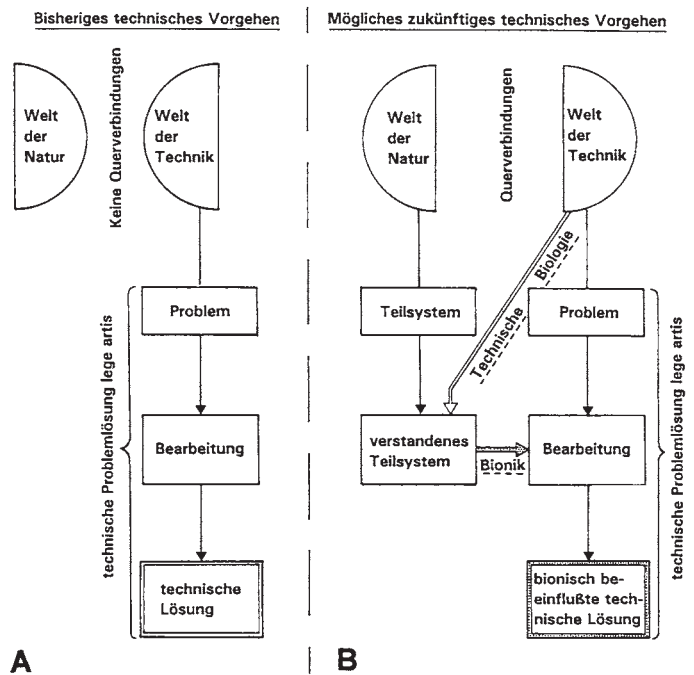 Bisheriges technisches Vorgehen
Welt
der
Natur
Keine Querverbindungen
Welt
der
Technik
technische Problemlösung lege artis
Problem
Bearbeitung
technische
Lösung
A
Mögliches zukünftiges technisches Vorgehen
Welt
der
Natur
Querverbindungen
Welt
der
Technik
Technische Biologie
Teilsystem
Problem
verstandenes
Teilsystem
Bionik
Bearbeitung
bionisch be-
einflußte tech-
nische Lösung
technische Problemlösung lege artis
B